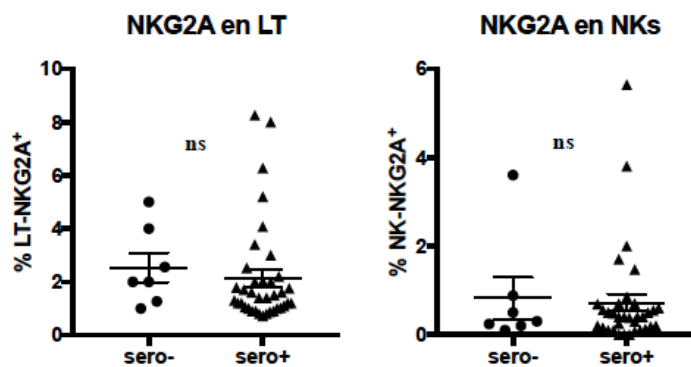 NKG2A en LT
% LT-NKG2A+
10
8
6
4
2
0
ns
sero-
sero+
NKG2A en NKs
% NK-NKG2A+
6
4
2
0
ns
sero-
sero+